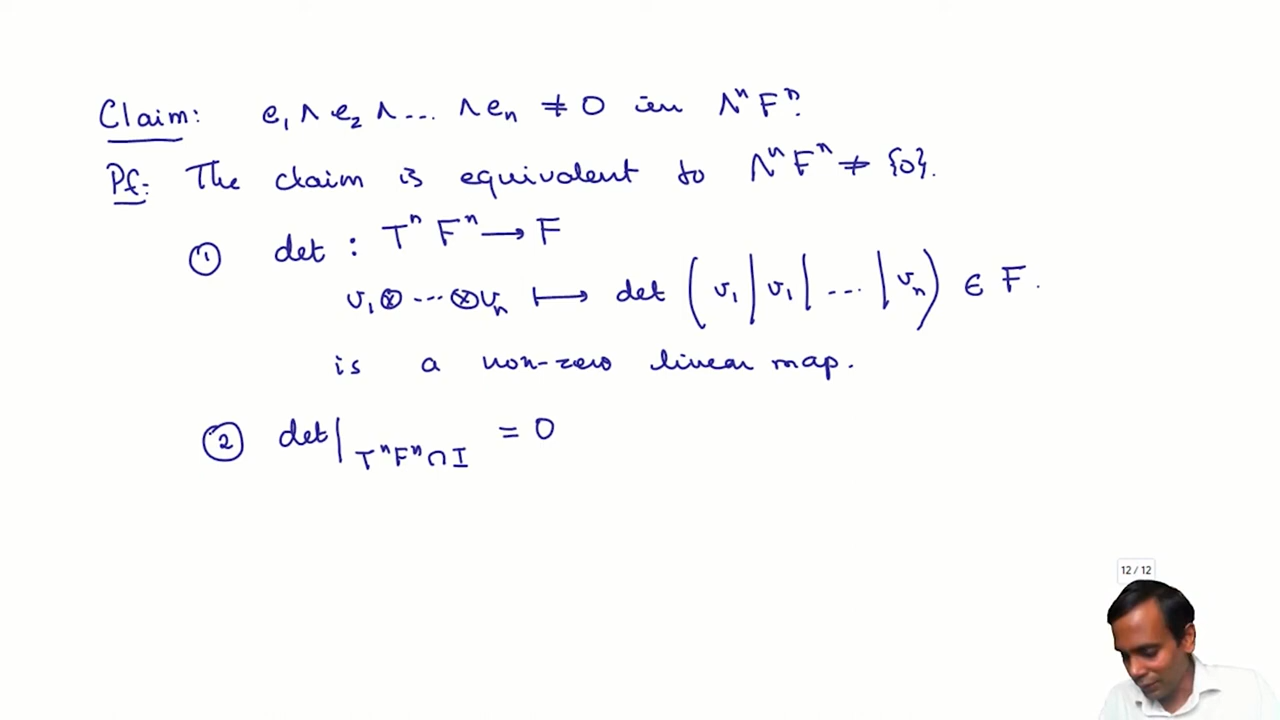 Claim: e₁ ∧ e₂ ∧ ... ∧ eₙ ≠ 0 in ΛⁿFⁿ.
Pf: The claim is equivalent to ΛⁿFⁿ ≠ {0}.
① det : TⁿFⁿ ⟶ F
v₁ ⊗ ... ⊗ vₙ ⟼ det (v₁ | v₁ | ... | vₙ) ∈ F.
is a non-zero linear map.
② det|_{TⁿFⁿ∩I} = 0
12 / 12